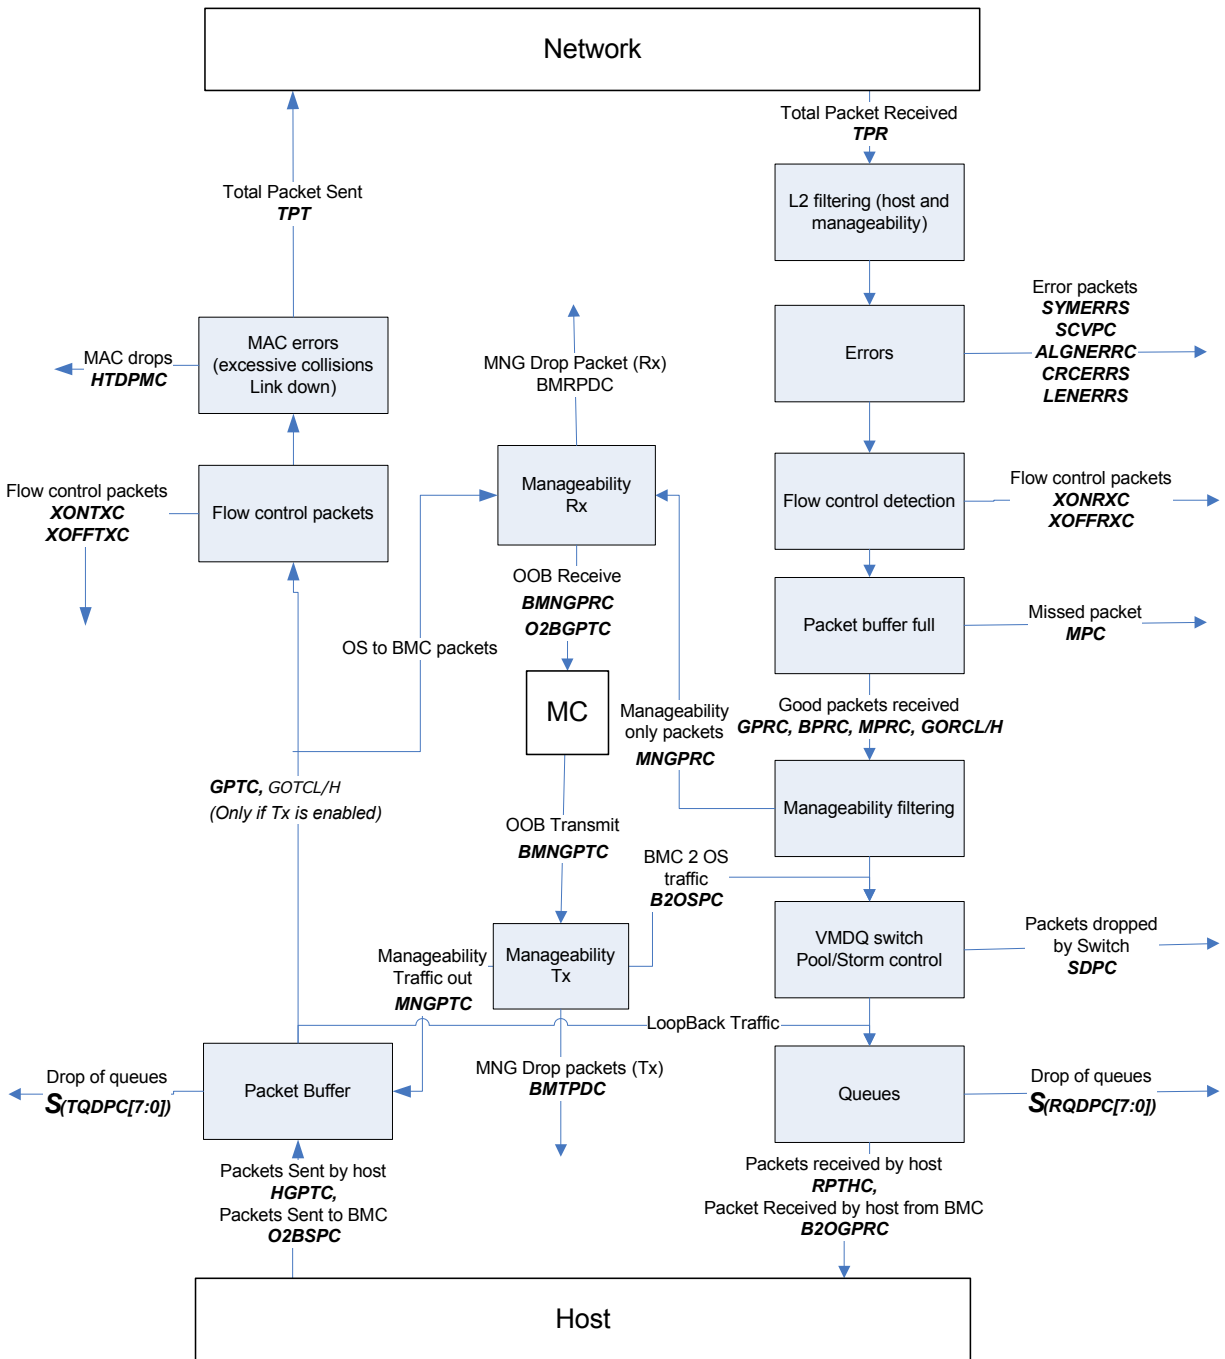 Network
Total Packet Received
TPR
L2 filtering (host and
manageability)
Total Packet Sent
TPT
Error packets
SYMERRS
SCVPC
ALGNERRC
CRCERRS
LENERRS
Errors
MAC errors
(excessive collisions
Link down)
MAC drops
HTDPMC
MNG Drop Packet (Rx)
BMRPDC
Manageability
Rx
Flow control detection
Flow control packets
XONRXC
XOFFRXC
Flow control packets
XONTXC
XOFFTXC
Flow control packets
OOB Receive
BMNGPRC
O2BGPTC
Packet buffer full
Missed packet
MPC
OS to BMC packets
MC
Manageability
only packets
MNGPRC
Good packets received
GPRC, BPRC, MPRC, GORCL/H
GPTC, GOTCL/H
(Only if Tx is enabled)
Manageability filtering
OOB Transmit
BMNGPTC
BMC 2 OS
traffic
B2OSPC
VMDQ switch
Pool/Storm control
Packets dropped
by Switch
SDPC
Manageability
Traffic out
MNGPTC
Manageability
Tx
LoopBack Traffic
MNG Drop packets (Tx)
BMTPDC
Drop of queues
S(TQDPC[7:0])
Packet Buffer
Queues
Drop of queues
S(RQDPC[7:0])
Packets Sent by host
HGPTC,
Packets Sent to BMC
O2BSPC
Packets received by host
RPTHC,
Packet Received by host from BMC
B2OGPRC
Host